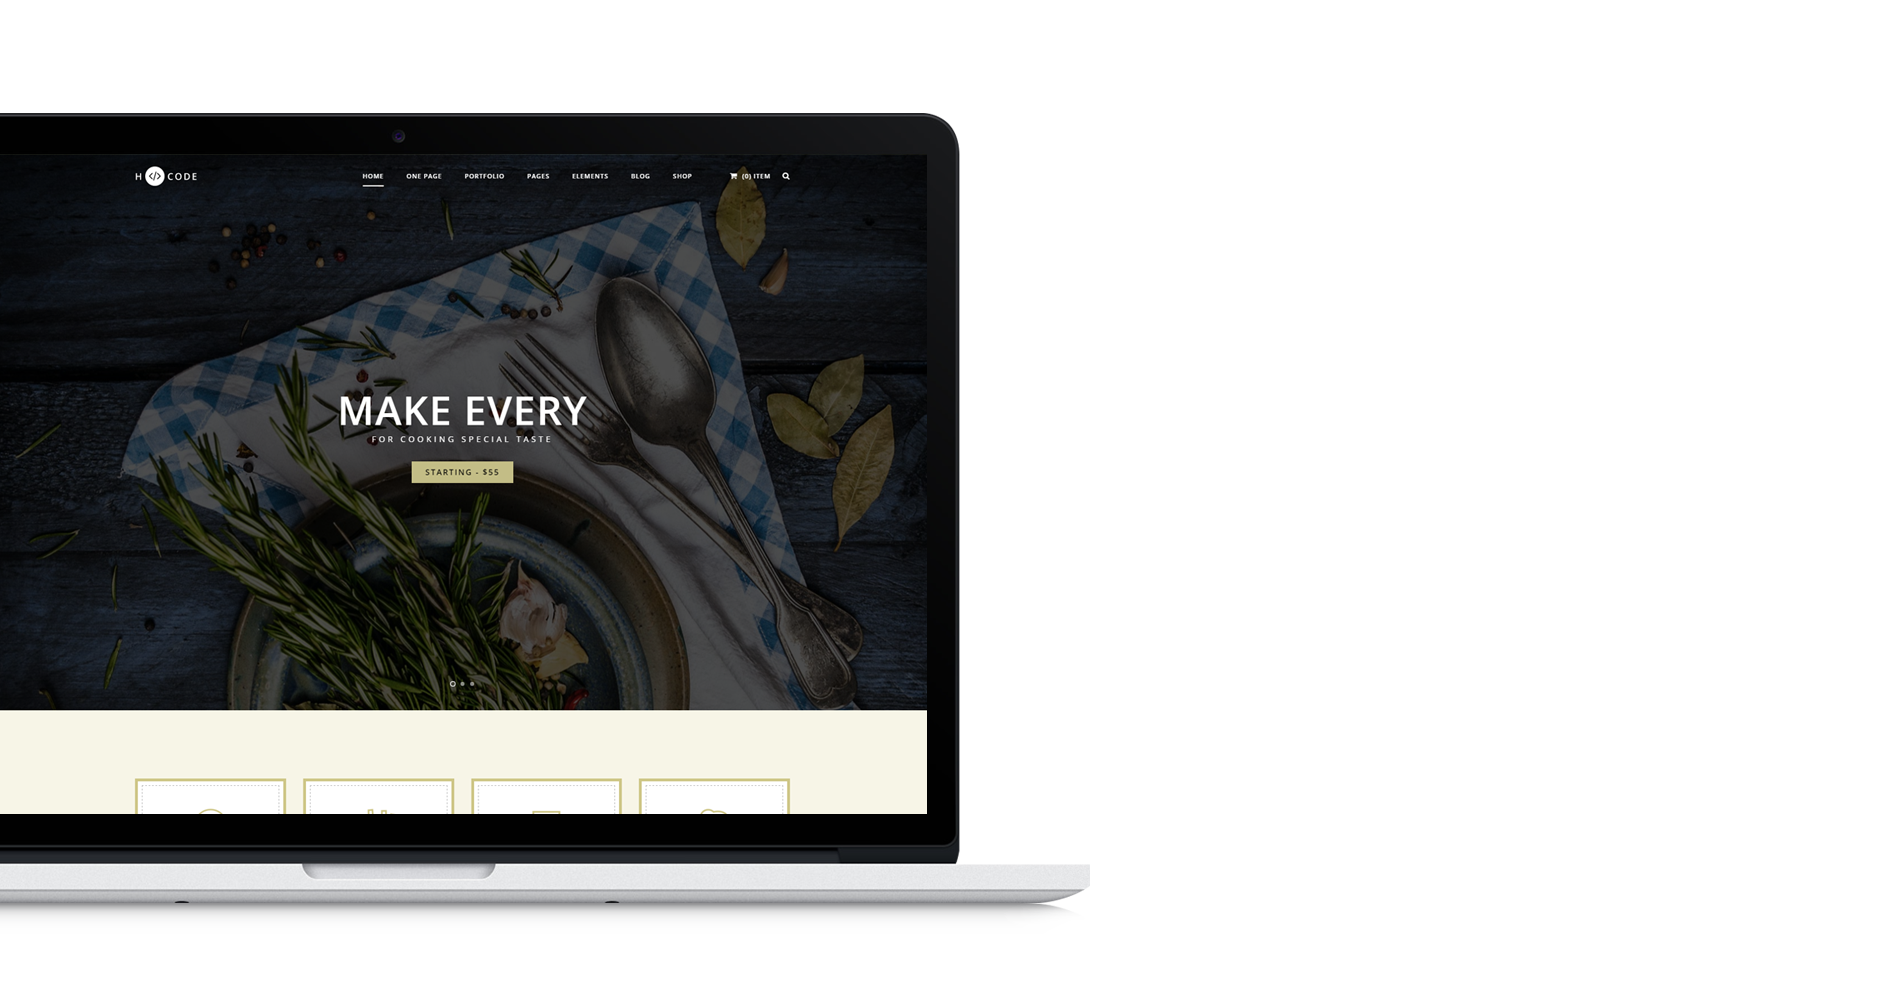 H </> CODE
HOME ONE PAGE PORTFOLIO PAGES ELEMENTS BLOG SHOP (0) ITEM
MAKE EVERY
FOR COOKING SPECIAL TASTE
STARTING - $55